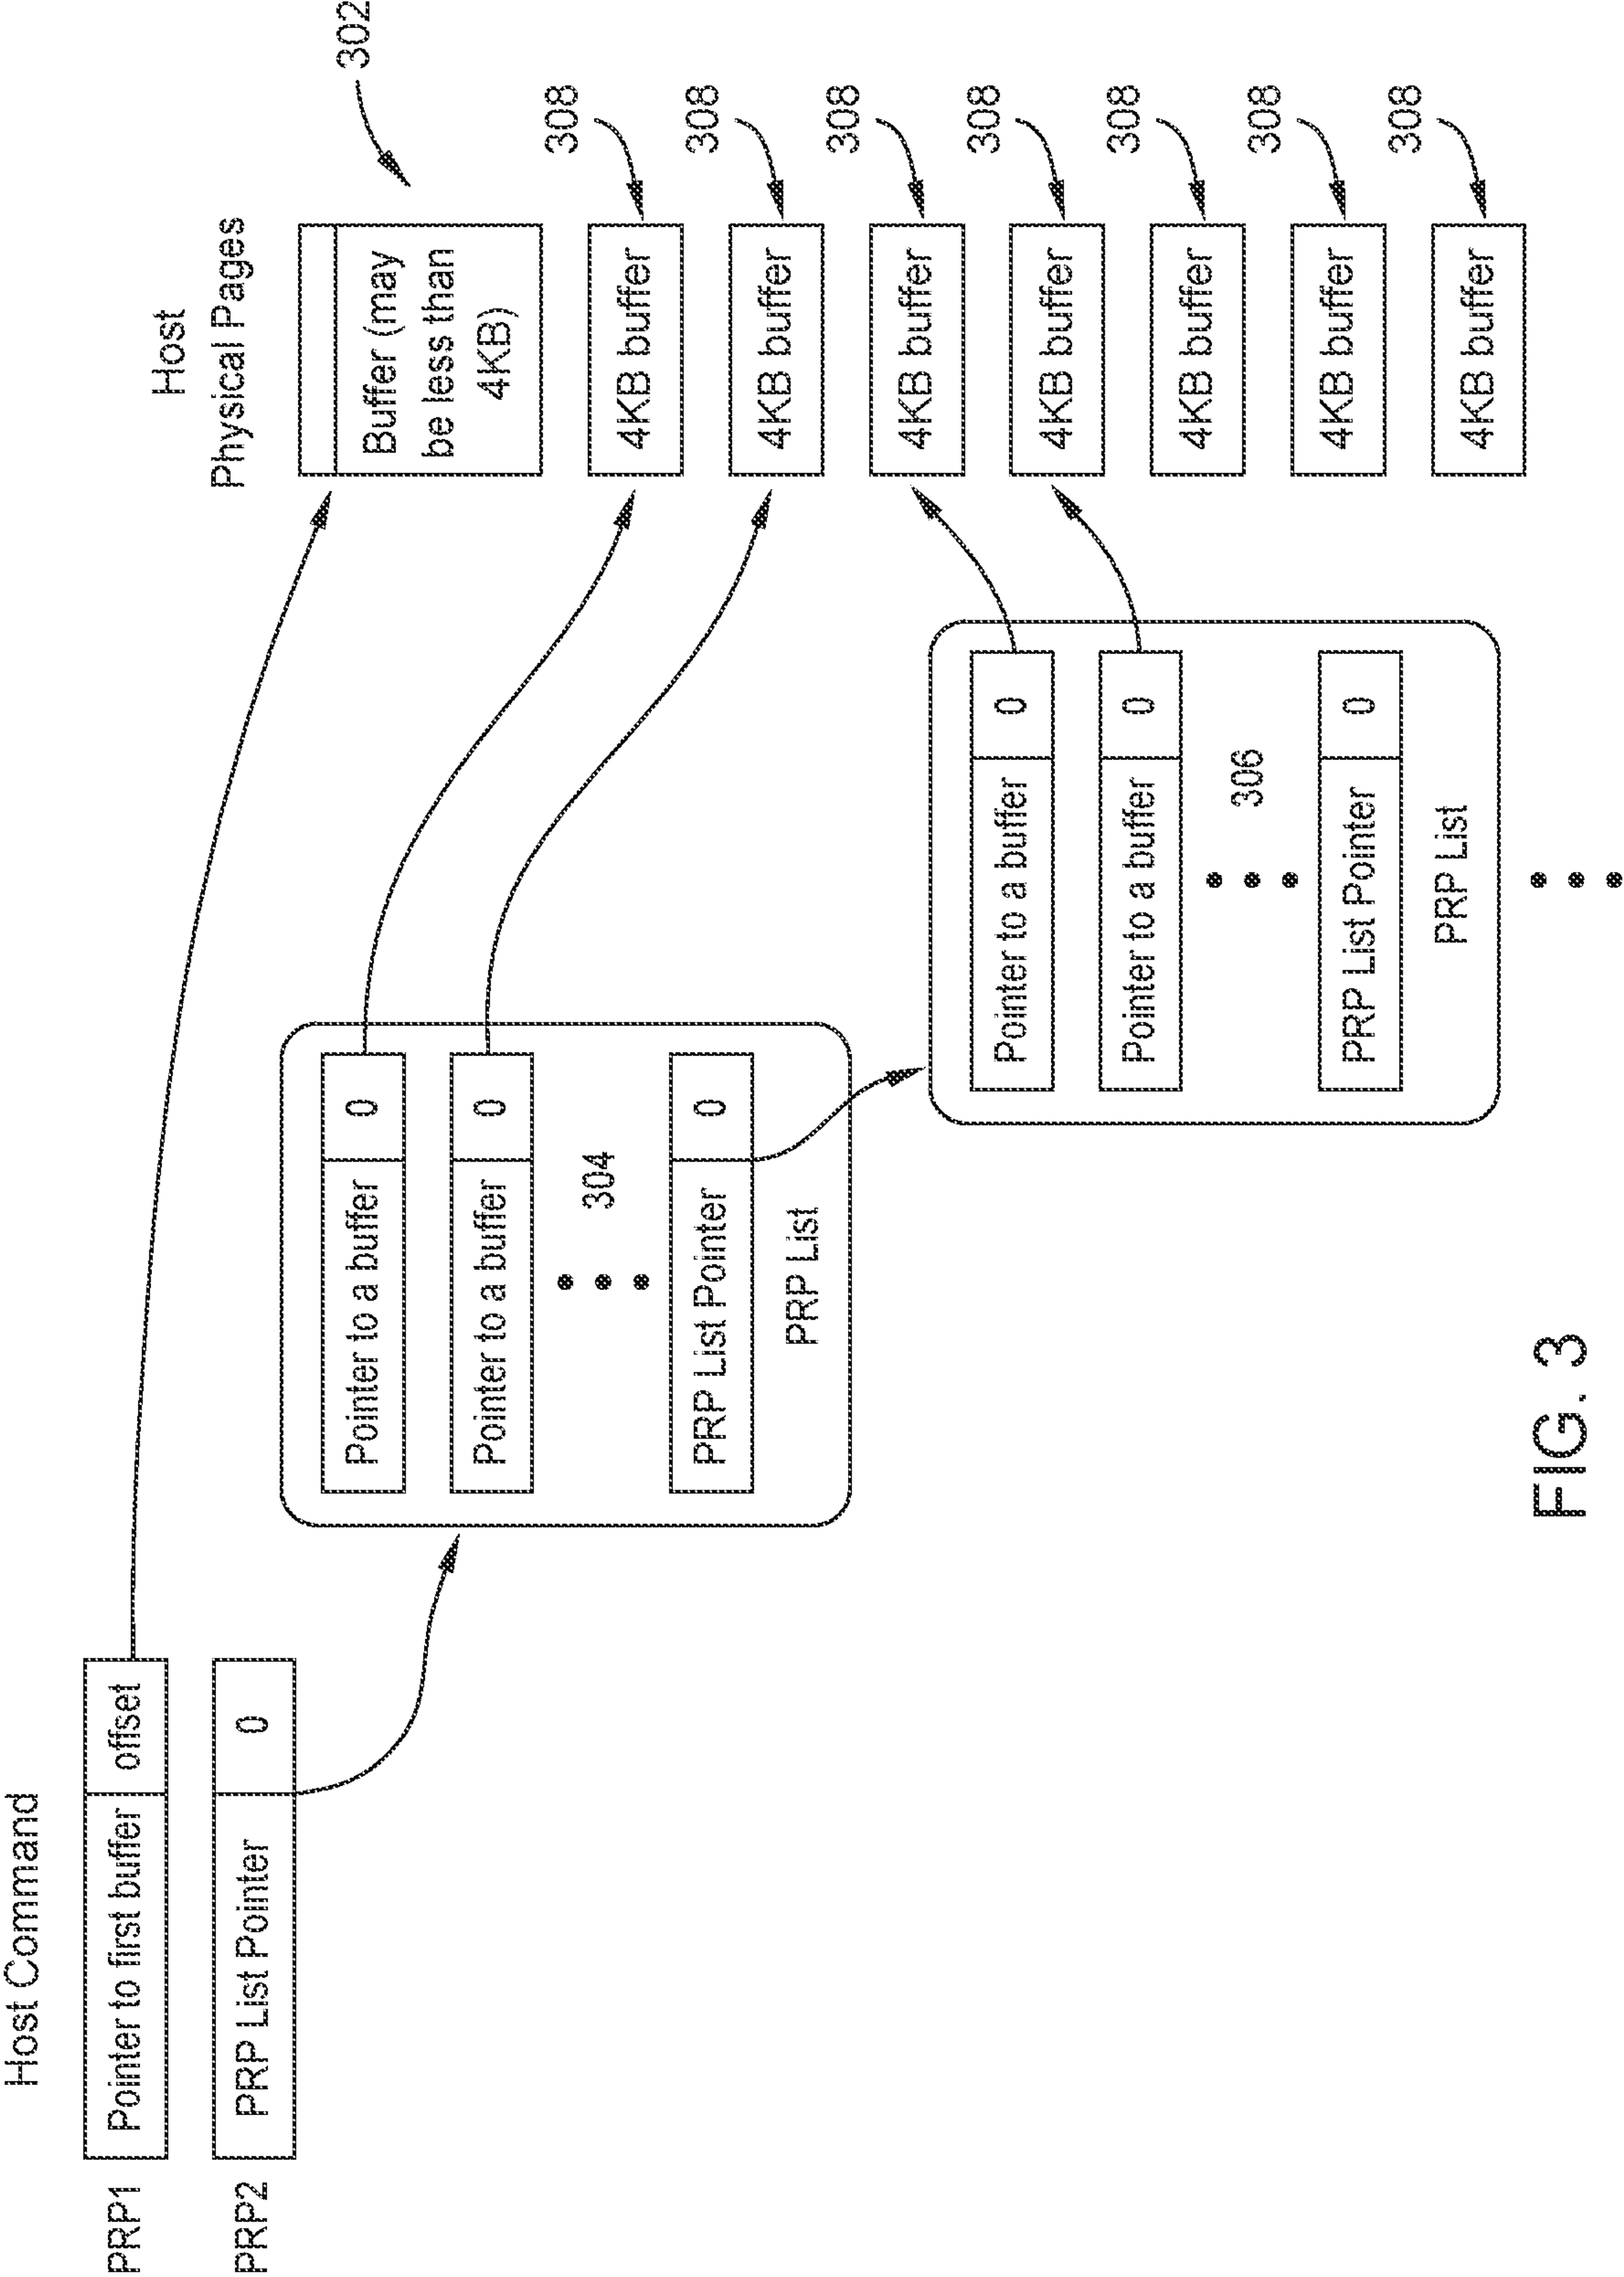 Host Command
PRP1
Pointer to first buffer
offset
PRP2
PRP List Pointer
0
Pointer to a buffer
0
Pointer to a buffer
0
304
PRP List Pointer
0
PRP List
Pointer to a buffer
0
Pointer to a buffer
0
306
PRP List Pointer
0
PRP List
Host
Physical Pages
302
Buffer (may
be less than
4KB)
4KB buffer
308
4KB buffer
308
4KB buffer
308
4KB buffer
308
4KB buffer
308
4KB buffer
308
4KB buffer
308
FIG. 3